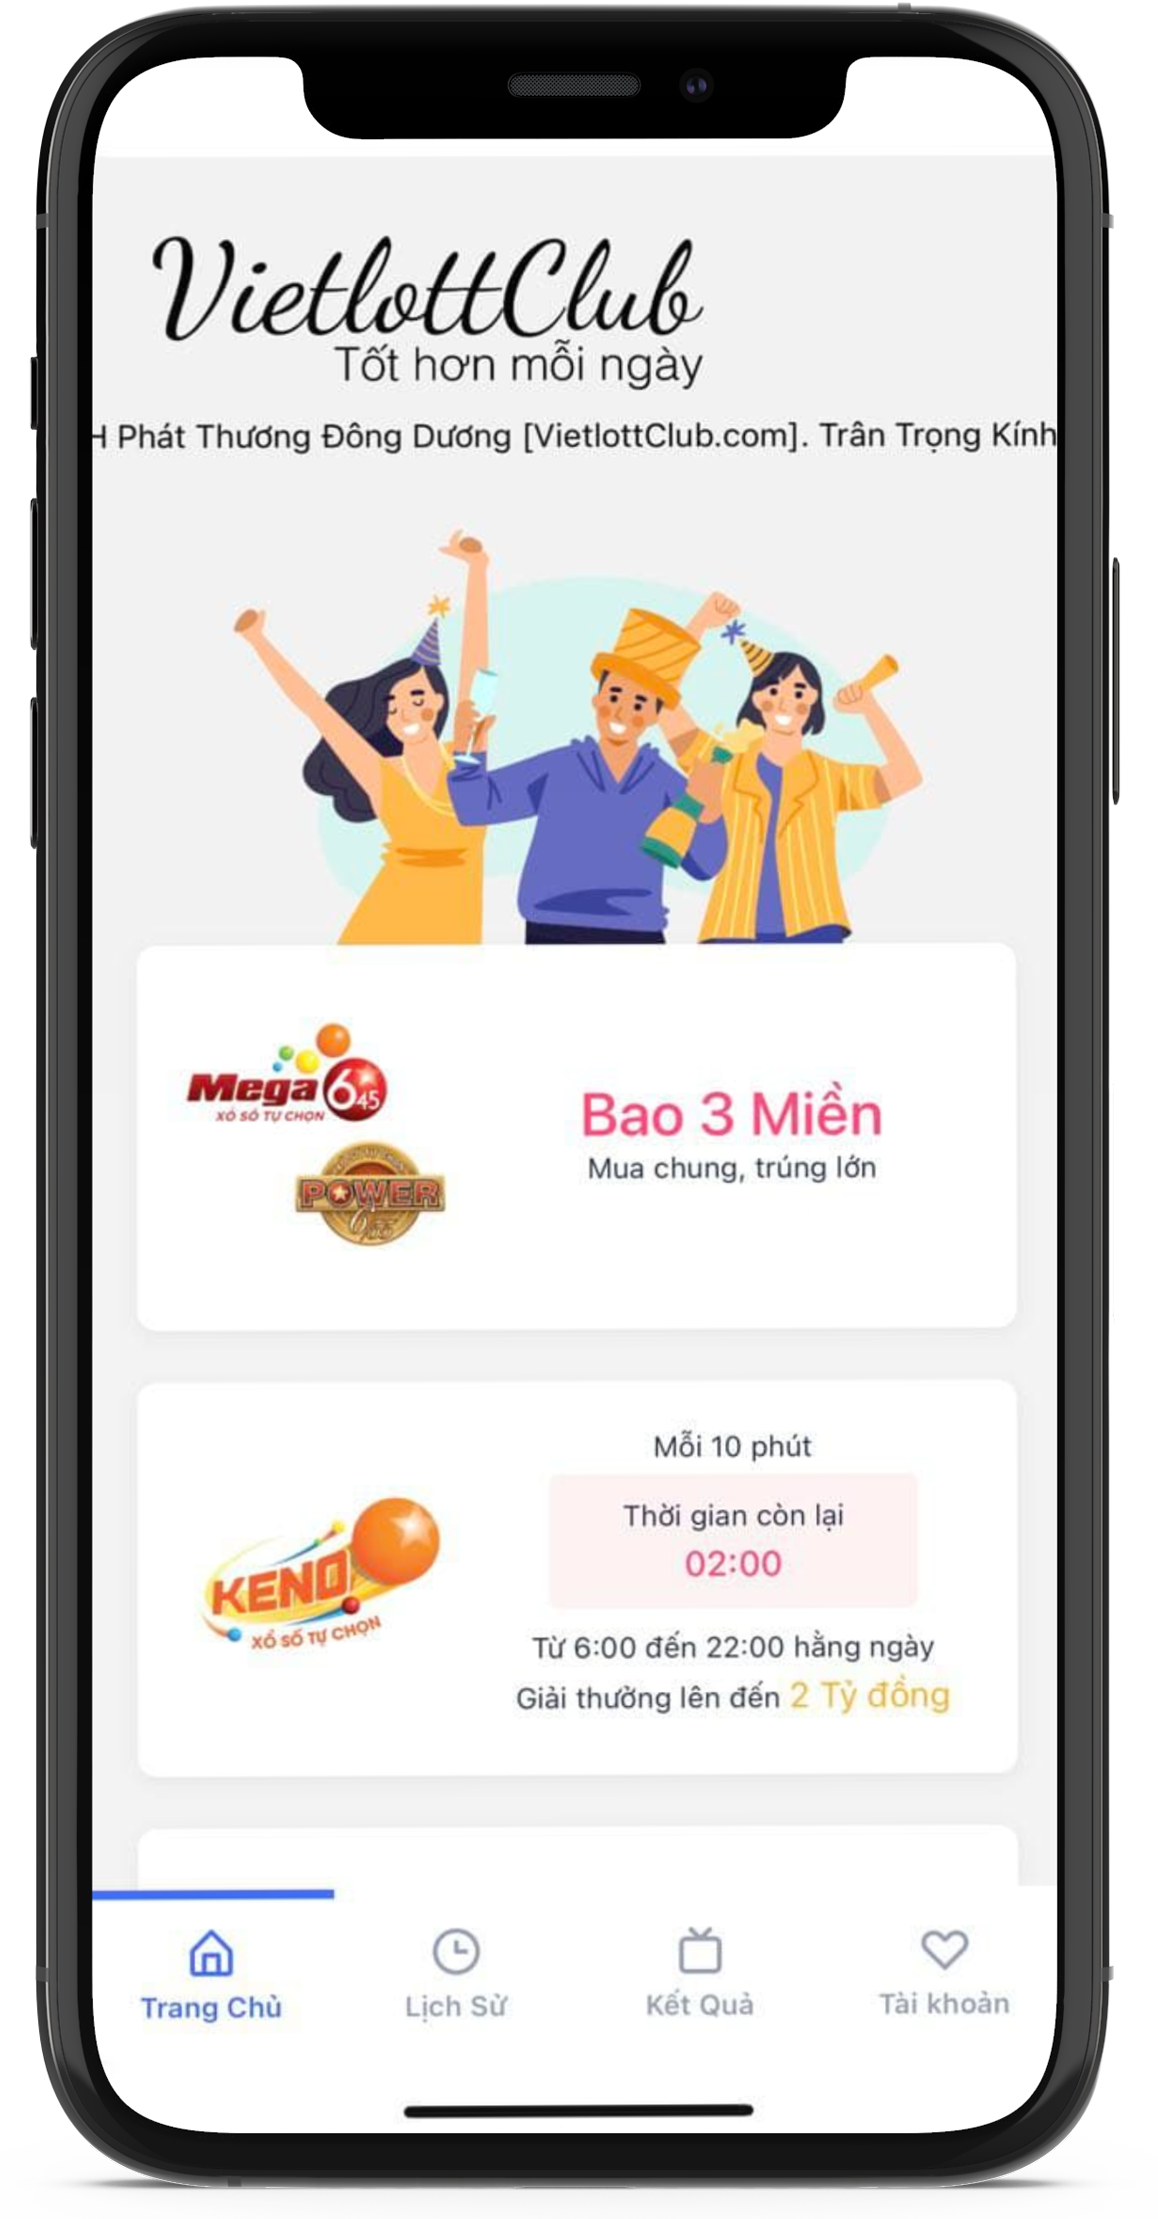 VietlottClub
Tốt hơn mỗi ngày
H Phát Thương Đông Dương [VietlottClub.com]. Trân Trọng Kính
Mega 6/45
XỔ SỐ TỰ CHỌN
POWER
Bao 3 Miền
Mua chung, trúng lớn
Mỗi 10 phút
Thời gian còn lại
02:00
KENO
XỔ SỐ TỰ CHỌN
Từ 6:00 đến 22:00 hằng ngày
Giải thưởng lên đến 2 Tỷ đồng
Trang Chủ
Lịch Sử
Kết Quả
Tài khoản